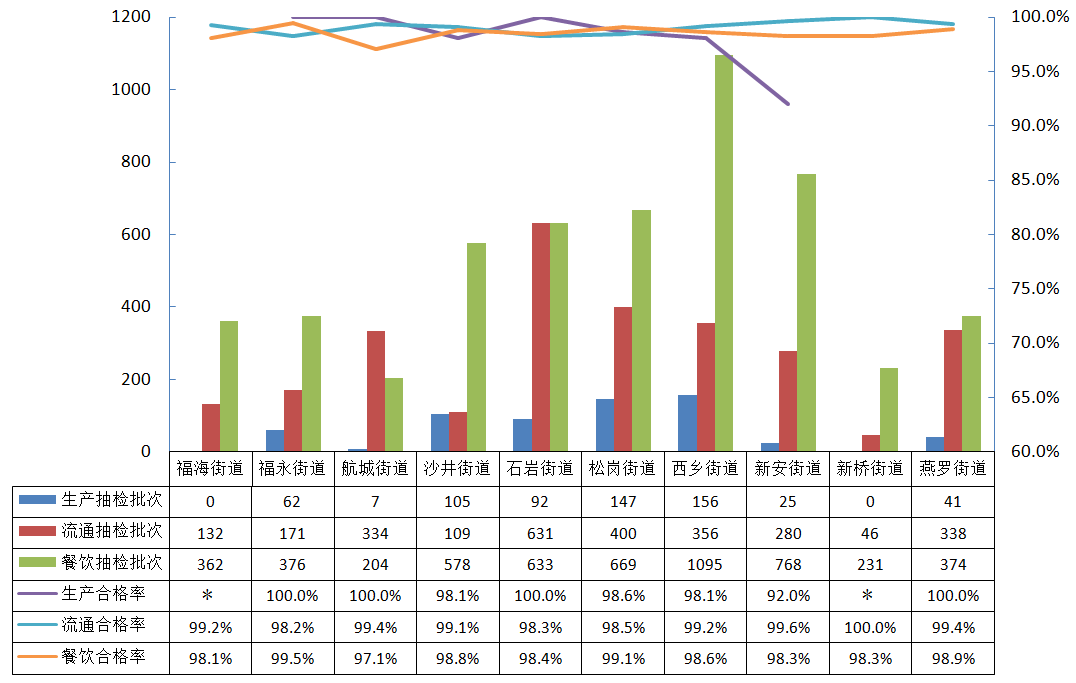 1200
1000
800
600
400
200
0
100.0%
95.0%
90.0%
85.0%
80.0%
75.0%
70.0%
65.0%
60.0%
福海街道 福永街道 航城街道 沙井街道 石岩街道 松岗街道 西乡街道 新安街道 新桥街道 燕罗街道
生产抽检批次 0 62 7 105 92 147 156 25 0 41
流通抽检批次 132 171 334 109 631 400 356 280 46 338
餐饮抽检批次 362 376 204 578 633 669 1095 768 231 374
生产合格率 * 100.0% 100.0% 98.1% 100.0% 98.6% 98.1% 92.0% * 100.0%
流通合格率 99.2% 98.2% 99.4% 99.1% 98.3% 98.5% 99.2% 99.6% 100.0% 99.4%
餐饮合格率 98.1% 99.5% 97.1% 98.8% 98.4% 99.1% 98.6% 98.3% 98.3% 98.9%